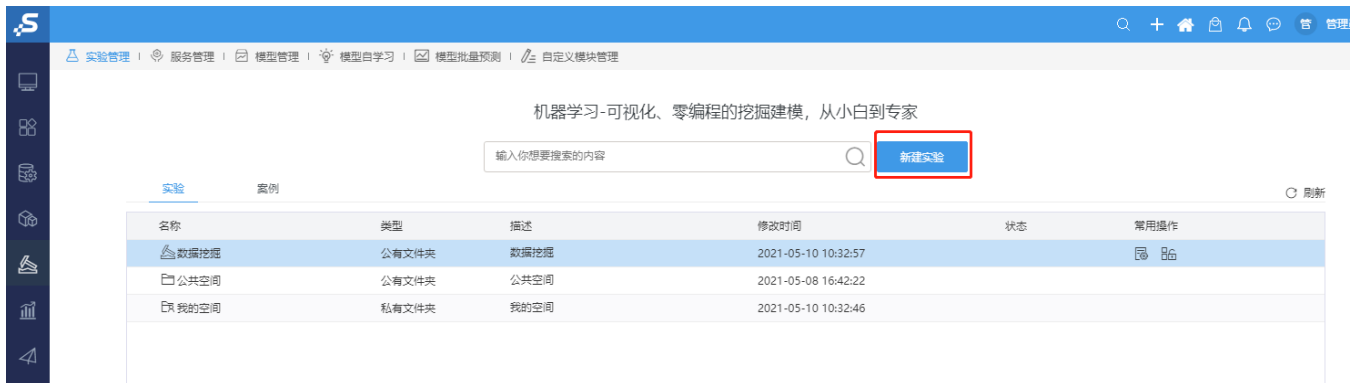 管 管理
实验管理 服务管理 模型管理 模型自学习 模型批量预测 自定义模块管理
机器学习-可视化、零编程的挖掘建模，从小白到专家
输入你想要搜索的内容 新建实验
实验 案例 刷新
名称 类型 描述 修改时间 状态 常用操作
数据挖掘 公有文件夹 数据挖掘 2021-05-10 10:32:57
公共空间 公有文件夹 公共空间 2021-05-08 16:42:22
我的空间 私有文件夹 我的空间 2021-05-10 10:32:46